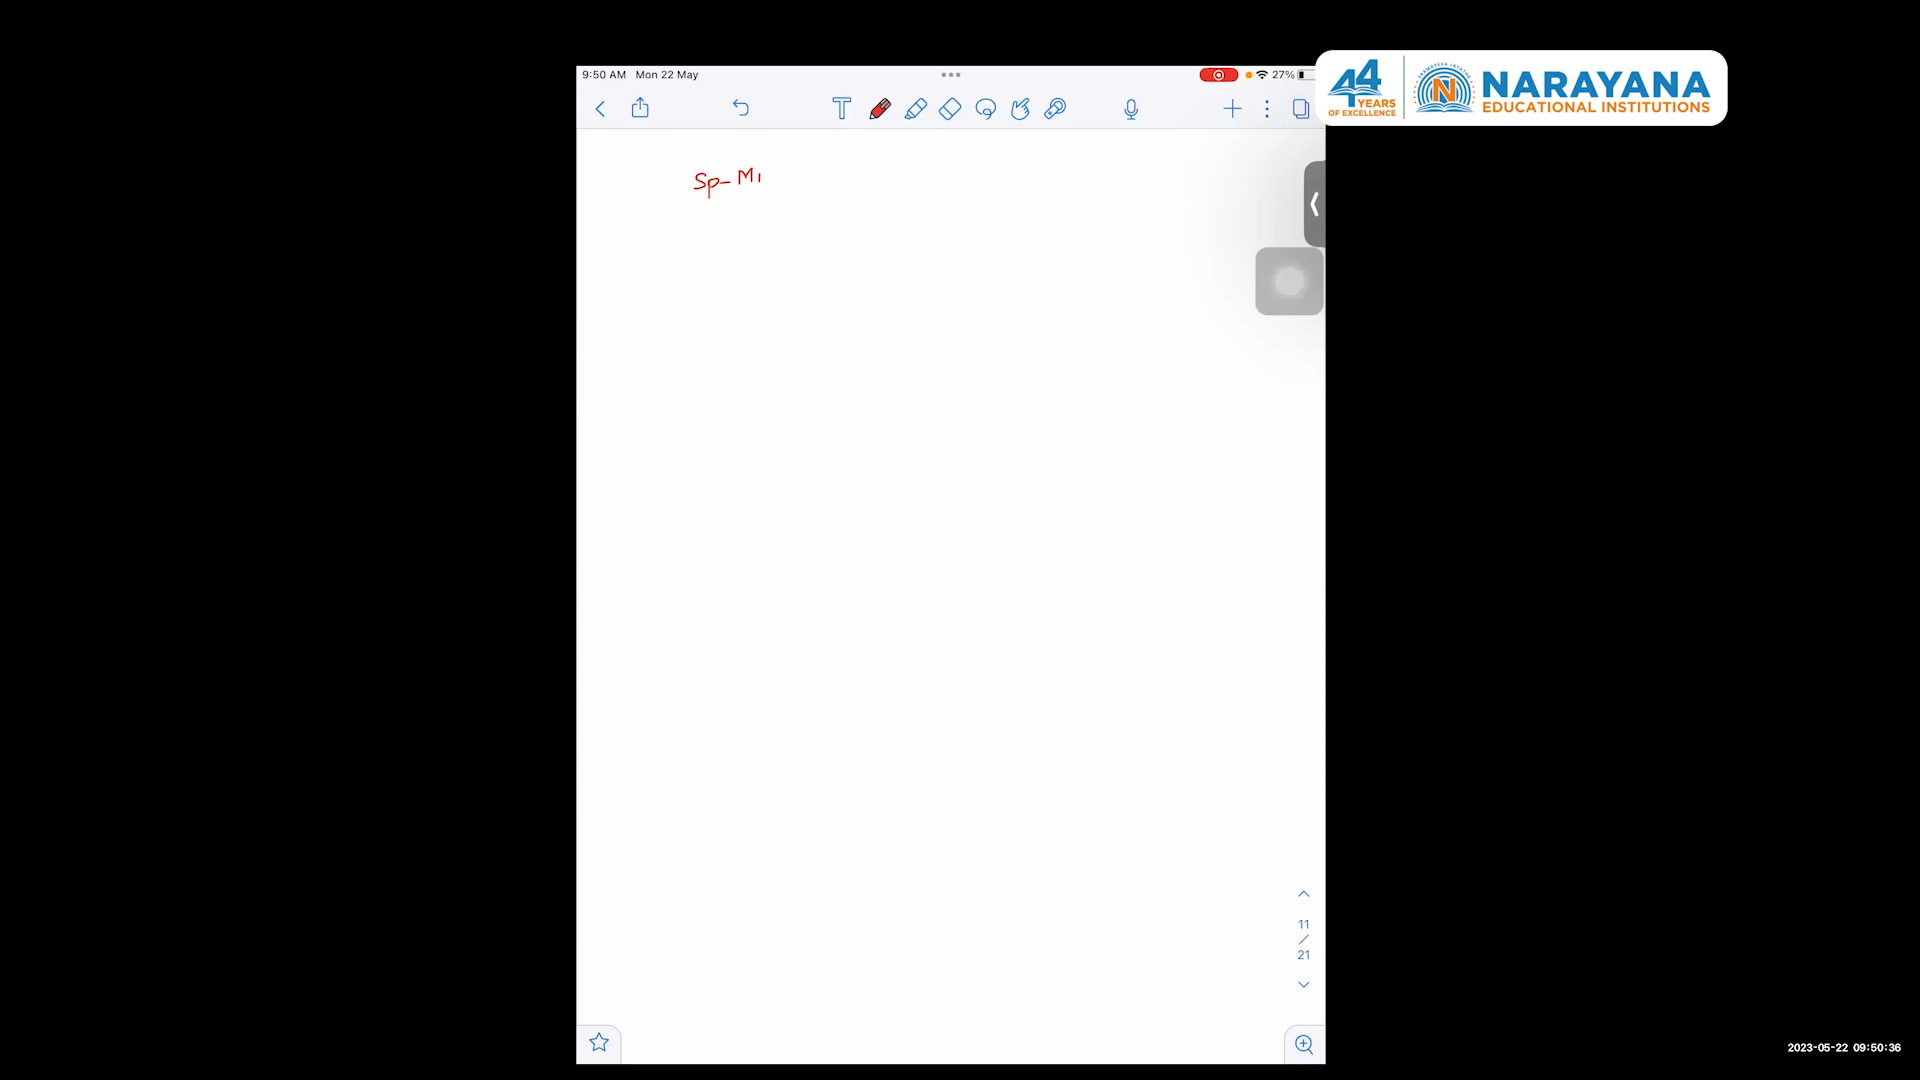 9:50 AM Mon 22 May
27%
44
YEARS
OF EXCELLENCE
N
NARAYANA
EDUCATIONAL INSTITUTIONS
T
Sp- Mi
11
/
21
2023-05-22 09:50:36